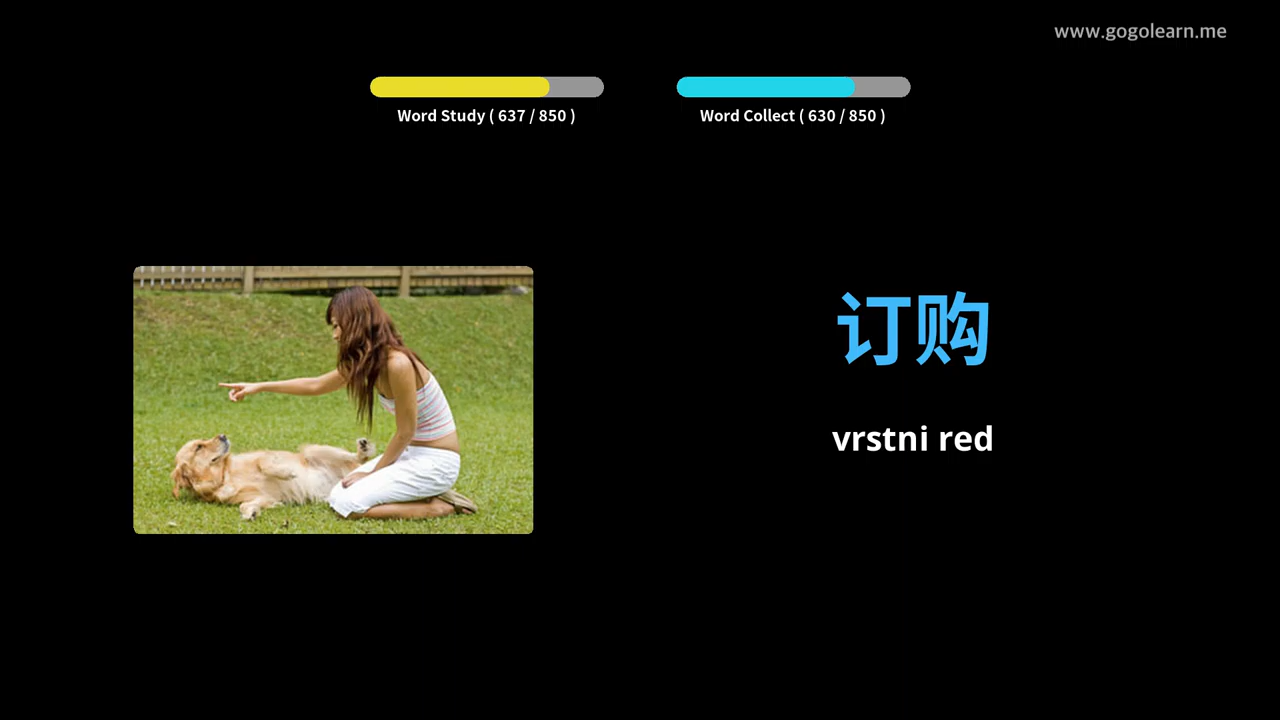 www.gogolearn.me
Word Study ( 637 / 850 )
Word Collect ( 630 / 850 )
订购
vrstni red